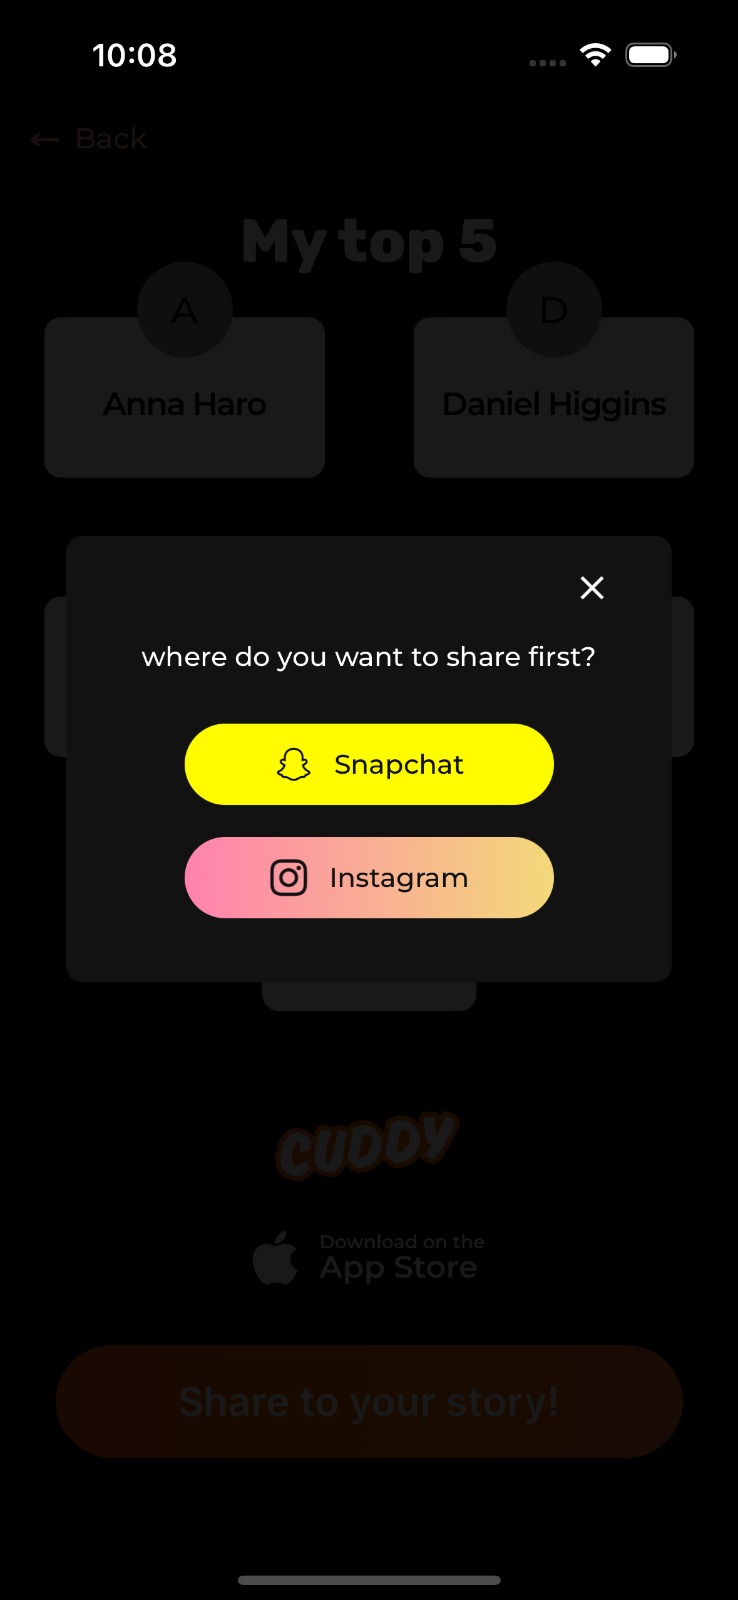 10:08
← Back
My top 5
A
D
Anna Haro
Daniel Higgins
where do you want to share first?
Snapchat
Instagram
CUDDY
Download on the
App Store
Share to your story!